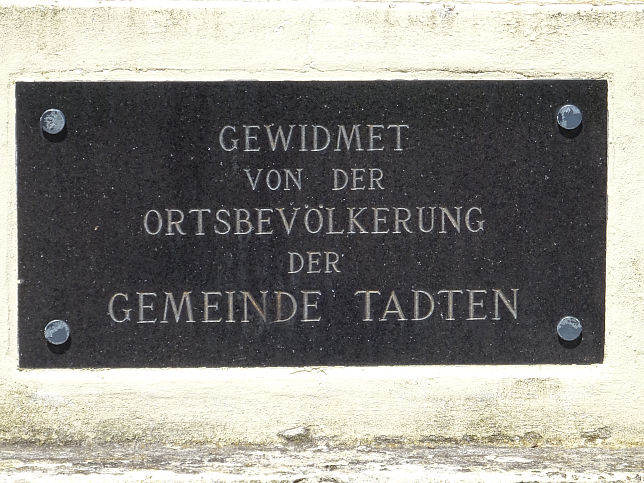 GEWIDMET
VON DER
ORTSBEVÖLKERUNG
DER
GEMEINDE TADTEN